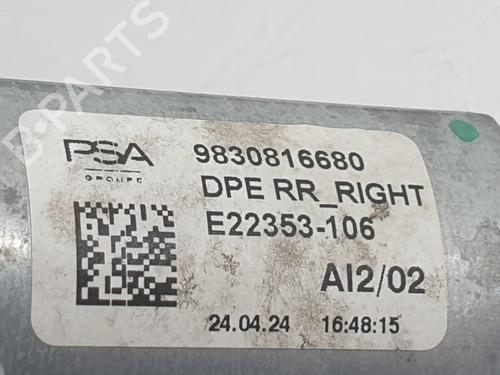 B-PARTS
PSA
GROUPE
9830816680
DPE RR_RIGHT
E22353-106
AI2/02
24.04.24 16:48:15